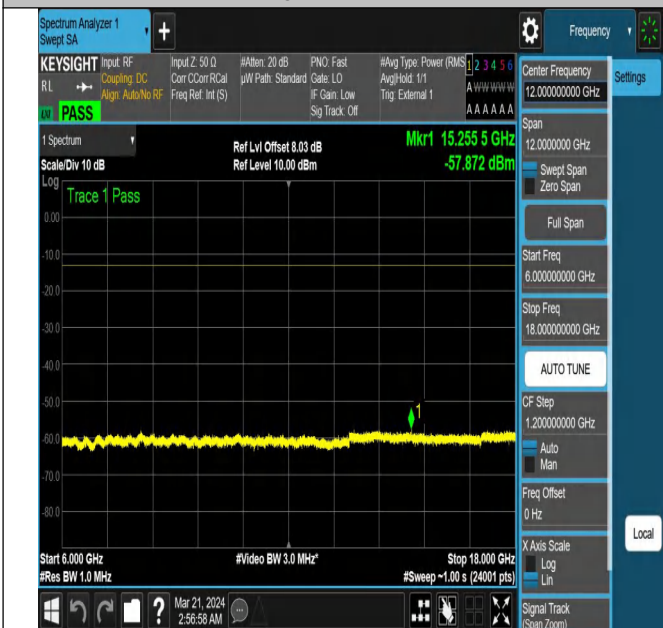 Spectrum Analyzer 1
Swept SA
+
Frequency
KEYSIGHT
Input: RF
Coupling: DC
Align: Auto/No RF
Input Z: 50 Ω
Corr CCorr RCal
Freq Ref: Int (S)
#Atten: 20 dB
µW Path: Standard
PNO: Fast
Gate: LO
IF Gain: Low
Sig Track: Off
#Avg Type: Power (RMS
Avg|Hold: 1/1
Trig: External 1
1 2 3 4 5 6
A W W W W W
A A A A A A
RL
LXI
PASS
1 Spectrum
Scale/Div 10 dB
Ref Lvl Offset 8.03 dB
Ref Level 10.00 dBm
Mkr1 15.255 5 GHz
-57.872 dBm
Log
Trace 1 Pass
0.00
-10.0
-20.0
-30.0
-40.0
-50.0
-60.0
-70.0
-80.0
1
Start 6.000 GHz
#Res BW 1.0 MHz
#Video BW 3.0 MHz*
Stop 18.000 GHz
#Sweep ~1.00 s (24001 pts)
Mar 21, 2024
2:56:58 AM
?
Center Frequency
12.000000000 GHz
Settings
Span
12.0000000 GHz
Swept Span
Zero Span
Full Span
Start Freq
6.000000000 GHz
Stop Freq
18.000000000 GHz
AUTO TUNE
CF Step
1.200000000 GHz
Auto
Man
Freq Offset
0 Hz
X Axis Scale
Log
Lin
Local
Signal Track
(Span Zoom)